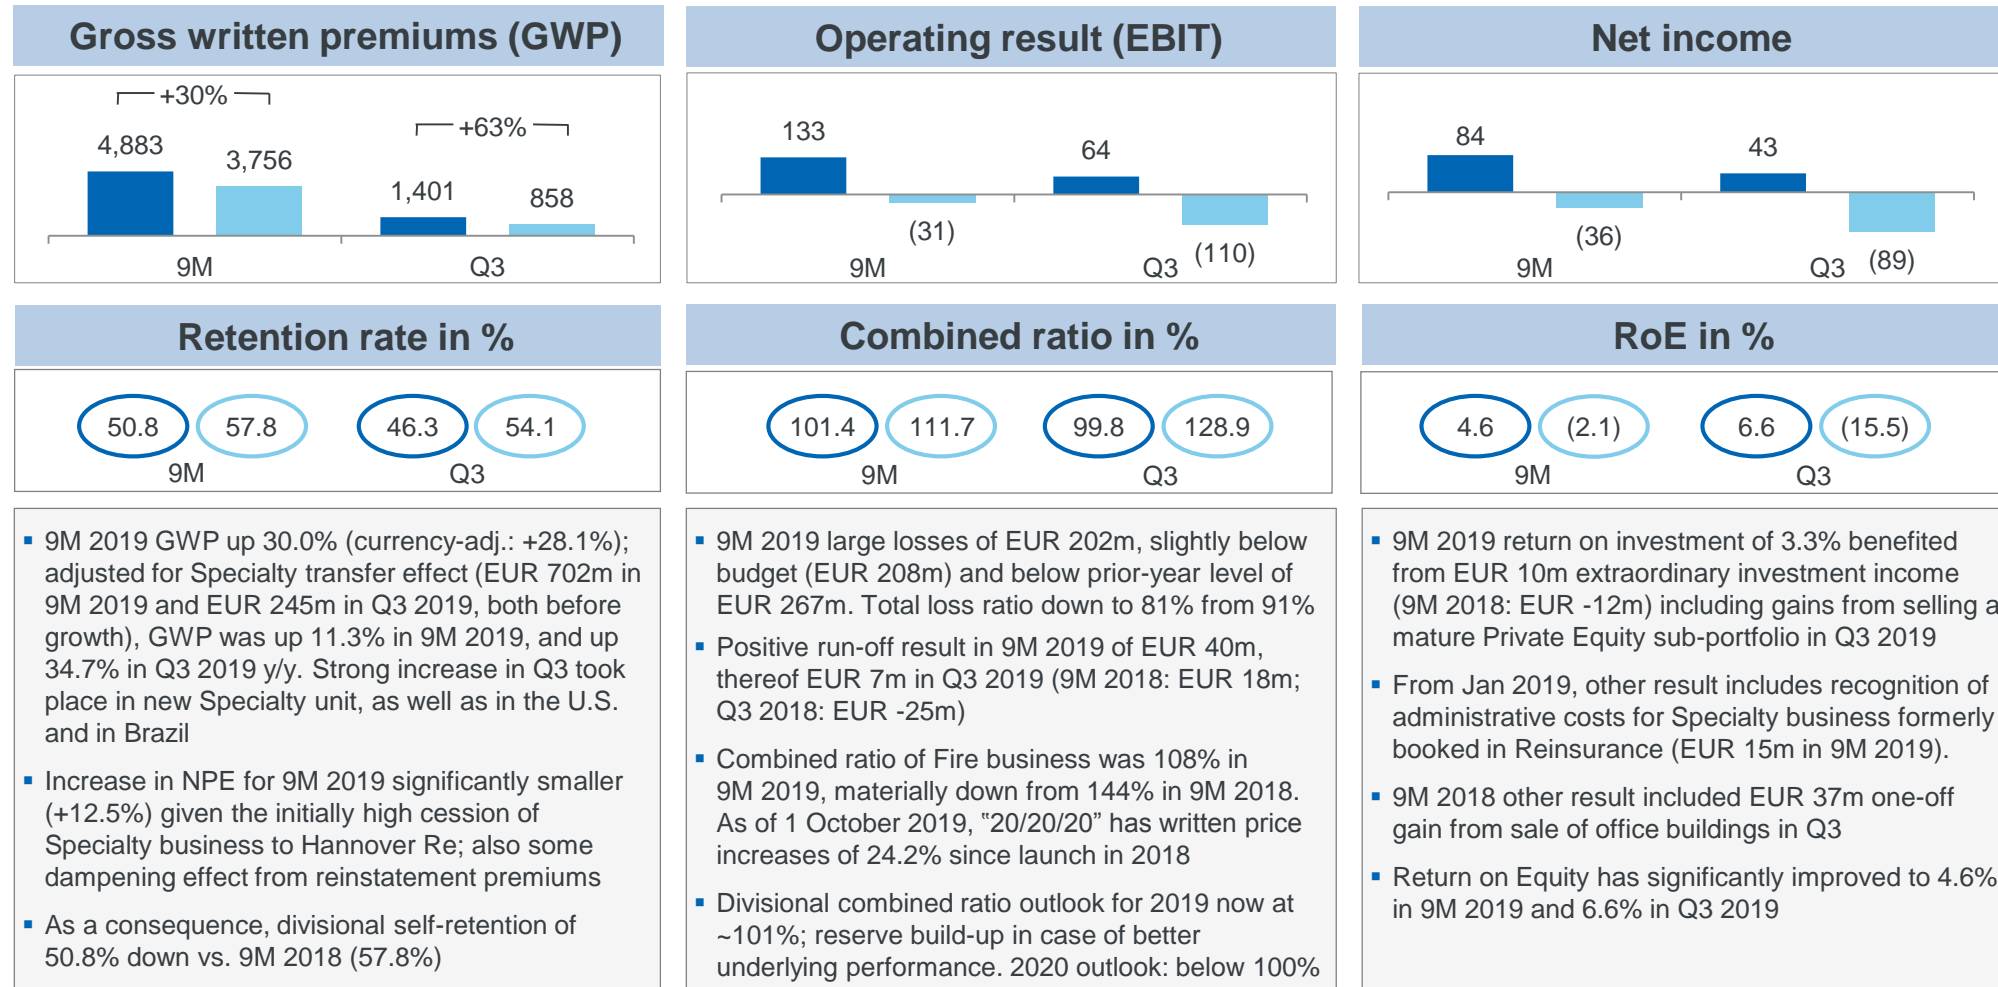 Gross written premiums (GWP)
+30%
+63%
4,883
3,756
1,401
858
9M
Q3
Operating result (EBIT)
133
64
(31)
(110)
9M
Q3
Net income
84
43
(36)
(89)
9M
Q3
Retention rate in %
50.8
57.8
46.3
54.1
9M
Q3
Combined ratio in %
101.4
111.7
99.8
128.9
9M
Q3
RoE in %
4.6
(2.1)
6.6
(15.5)
9M
Q3
▪ 9M 2019 GWP up 30.0% (currency-adj.: +28.1%);
adjusted for Specialty transfer effect (EUR 702m in
9M 2019 and EUR 245m in Q3 2019, both before
growth), GWP was up 11.3% in 9M 2019, and up
34.7% in Q3 2019 y/y. Strong increase in Q3 took
place in new Specialty unit, as well as in the U.S.
and in Brazil
▪ Increase in NPE for 9M 2019 significantly smaller
(+12.5%) given the initially high cession of
Specialty business to Hannover Re; also some
dampening effect from reinstatement premiums
▪ As a consequence, divisional self-retention of
50.8% down vs. 9M 2018 (57.8%)
▪ 9M 2019 large losses of EUR 202m, slightly below
budget (EUR 208m) and below prior-year level of
EUR 267m. Total loss ratio down to 81% from 91%
▪ Positive run-off result in 9M 2019 of EUR 40m,
thereof EUR 7m in Q3 2019 (9M 2018: EUR 18m;
Q3 2018: EUR -25m)
▪ Combined ratio of Fire business was 108% in
9M 2019, materially down from 144% in 9M 2018.
As of 1 October 2019, “20/20/20” has written price
increases of 24.2% since launch in 2018
▪ Divisional combined ratio outlook for 2019 now at
~101%; reserve build-up in case of better
underlying performance. 2020 outlook: below 100%
▪ 9M 2019 return on investment of 3.3% benefited
from EUR 10m extraordinary investment income
(9M 2018: EUR -12m) including gains from selling a
mature Private Equity sub-portfolio in Q3 2019
▪ From Jan 2019, other result includes recognition of
administrative costs for Specialty business formerly
booked in Reinsurance (EUR 15m in 9M 2019).
▪ 9M 2018 other result included EUR 37m one-off
gain from sale of office buildings in Q3
▪ Return on Equity has significantly improved to 4.6%
in 9M 2019 and 6.6% in Q3 2019